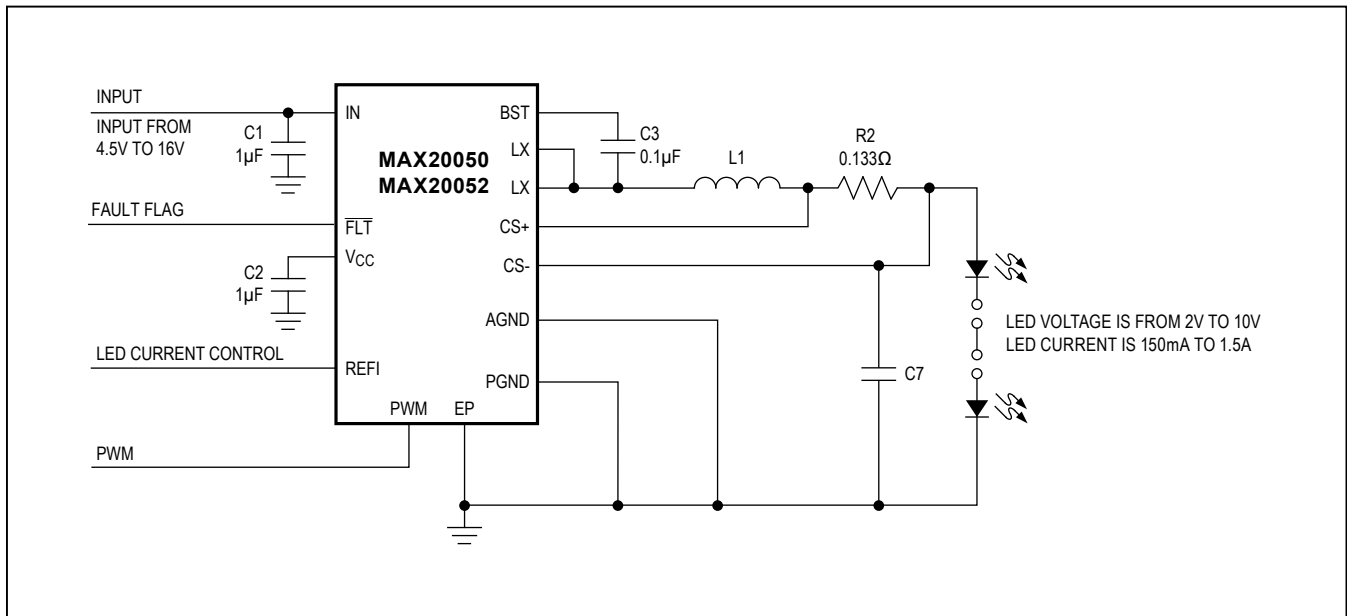 INPUT
INPUT FROM
4.5V TO 16V
C1
1µF
IN
BST
C3
0.1µF
R2
0.133Ω
LX
L1
MAX20050
MAX20052
LX
FAULT FLAG
FLT
CS+
VCC
CS-
C2
1µF
AGND
LED VOLTAGE IS FROM 2V TO 10V
LED CURRENT IS 150mA TO 1.5A
LED CURRENT CONTROL
REFI
PGND
C7
PWM
EP
PWM